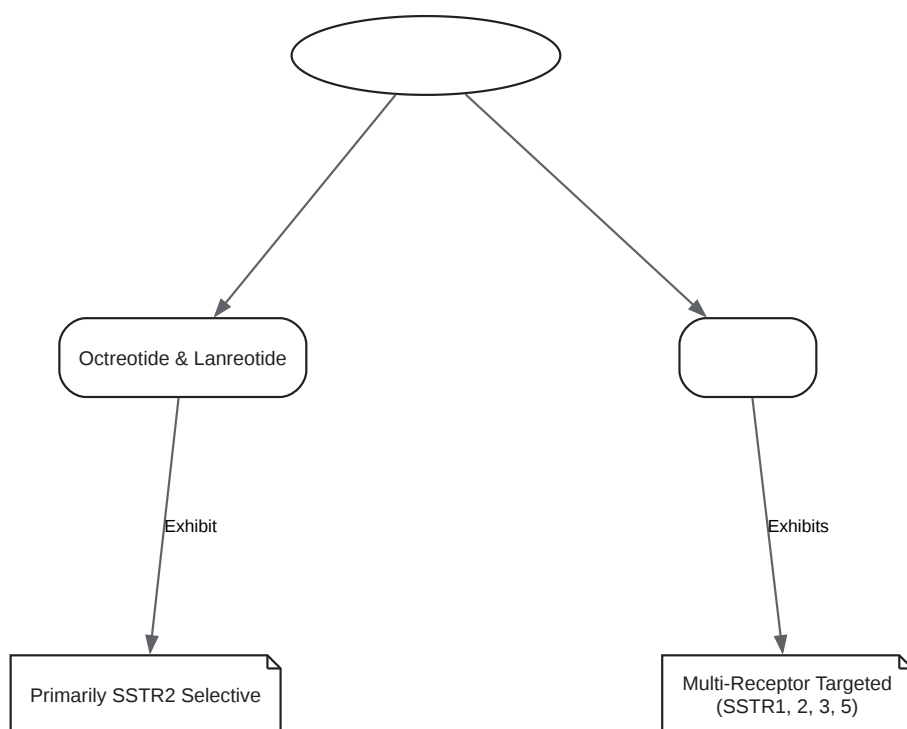 Octreotide & Lanreotide
Exhibit
Exhibits
Primarily SSTR2 Selective
Multi-Receptor Targeted
(SSTR1, 2, 3, 5)